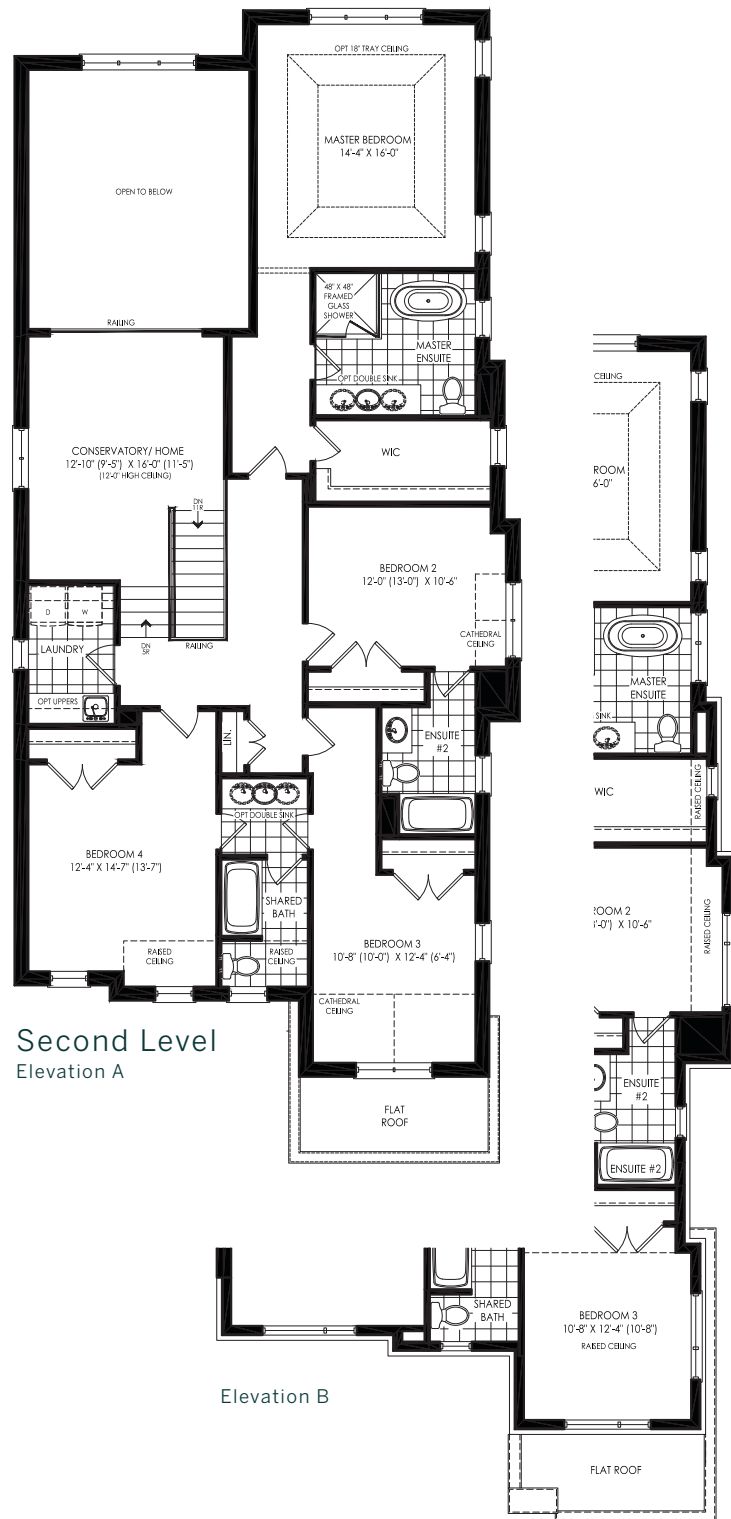 OPT 18" TRAY CEILING
MASTER BEDROOM
14'-4" X 16'-0"
OPEN TO BELOW
RAILING
48" X 48"
FRAMED
GLASS
SHOWER
MASTER
ENSUITE
OPT DOUBLE SINK
CONSERVATORY/ HOME
12'-10" (9'-5") X 16'-0" (11'-5")
(12'-0" HIGH CEILING)
WIC
DN
11R
BEDROOM 2
12'-0" (13'-0") X 10'-6"
CATHEDRAL
CEILING
D
W
LAUNDRY
OPT UPPERS
DN
5R
RAILING
LIN.
ENSUITE
#2
OPT DOUBLE SINK
BEDROOM 4
12'-4" X 14'-7" (13'-7")
SHARED
BATH
RAISED
CEILING
RAISED
CEILING
BEDROOM 3
10'-8" (10'-0") X 12'-4" (6'-4")
CATHEDRAL
CEILING
FLAT
ROOF
Second Level
Elevation A
CEILING
ROOM
6'-0"
MASTER
ENSUITE
SINK
WIC
RAISED CEILING
ROOM 2
'-0") X 10'-6"
RAISED CEILING
ENSUITE
#2
ENSUITE #2
SHARED
BATH
BEDROOM 3
10'-8" X 12'-4" (10'-8")
RAISED CEILING
FLAT ROOF
Elevation B